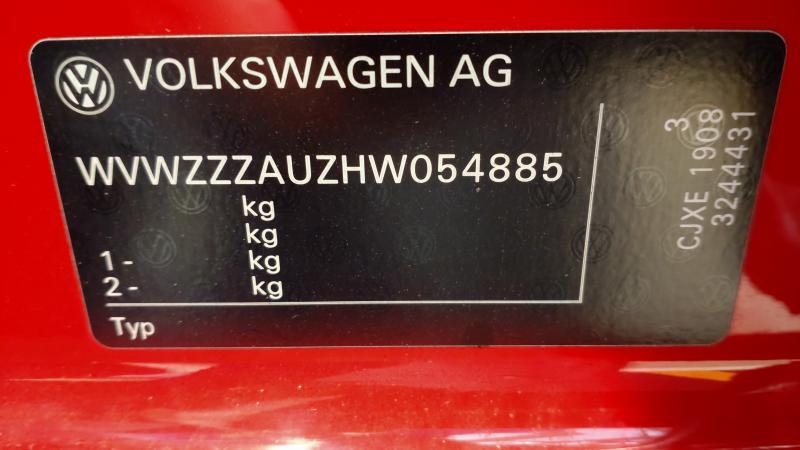 VOLKSWAGEN AG
WVWZZZAUZHW054885
kg
kg
1 - kg
2 - kg
Typ
3
CJXE 1908
3244431